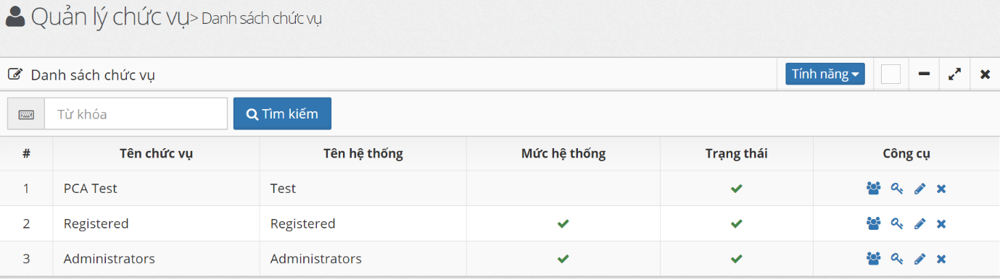 Quản lý chức vụ> Danh sách chức vụ
Danh sách chức vụ Tính năng
Từ khóa Tìm kiếm
# Tên chức vụ Tên hệ thống Mức hệ thống Trạng thái Công cụ
1 PCA Test Test
2 Registered Registered
3 Administrators Administrators